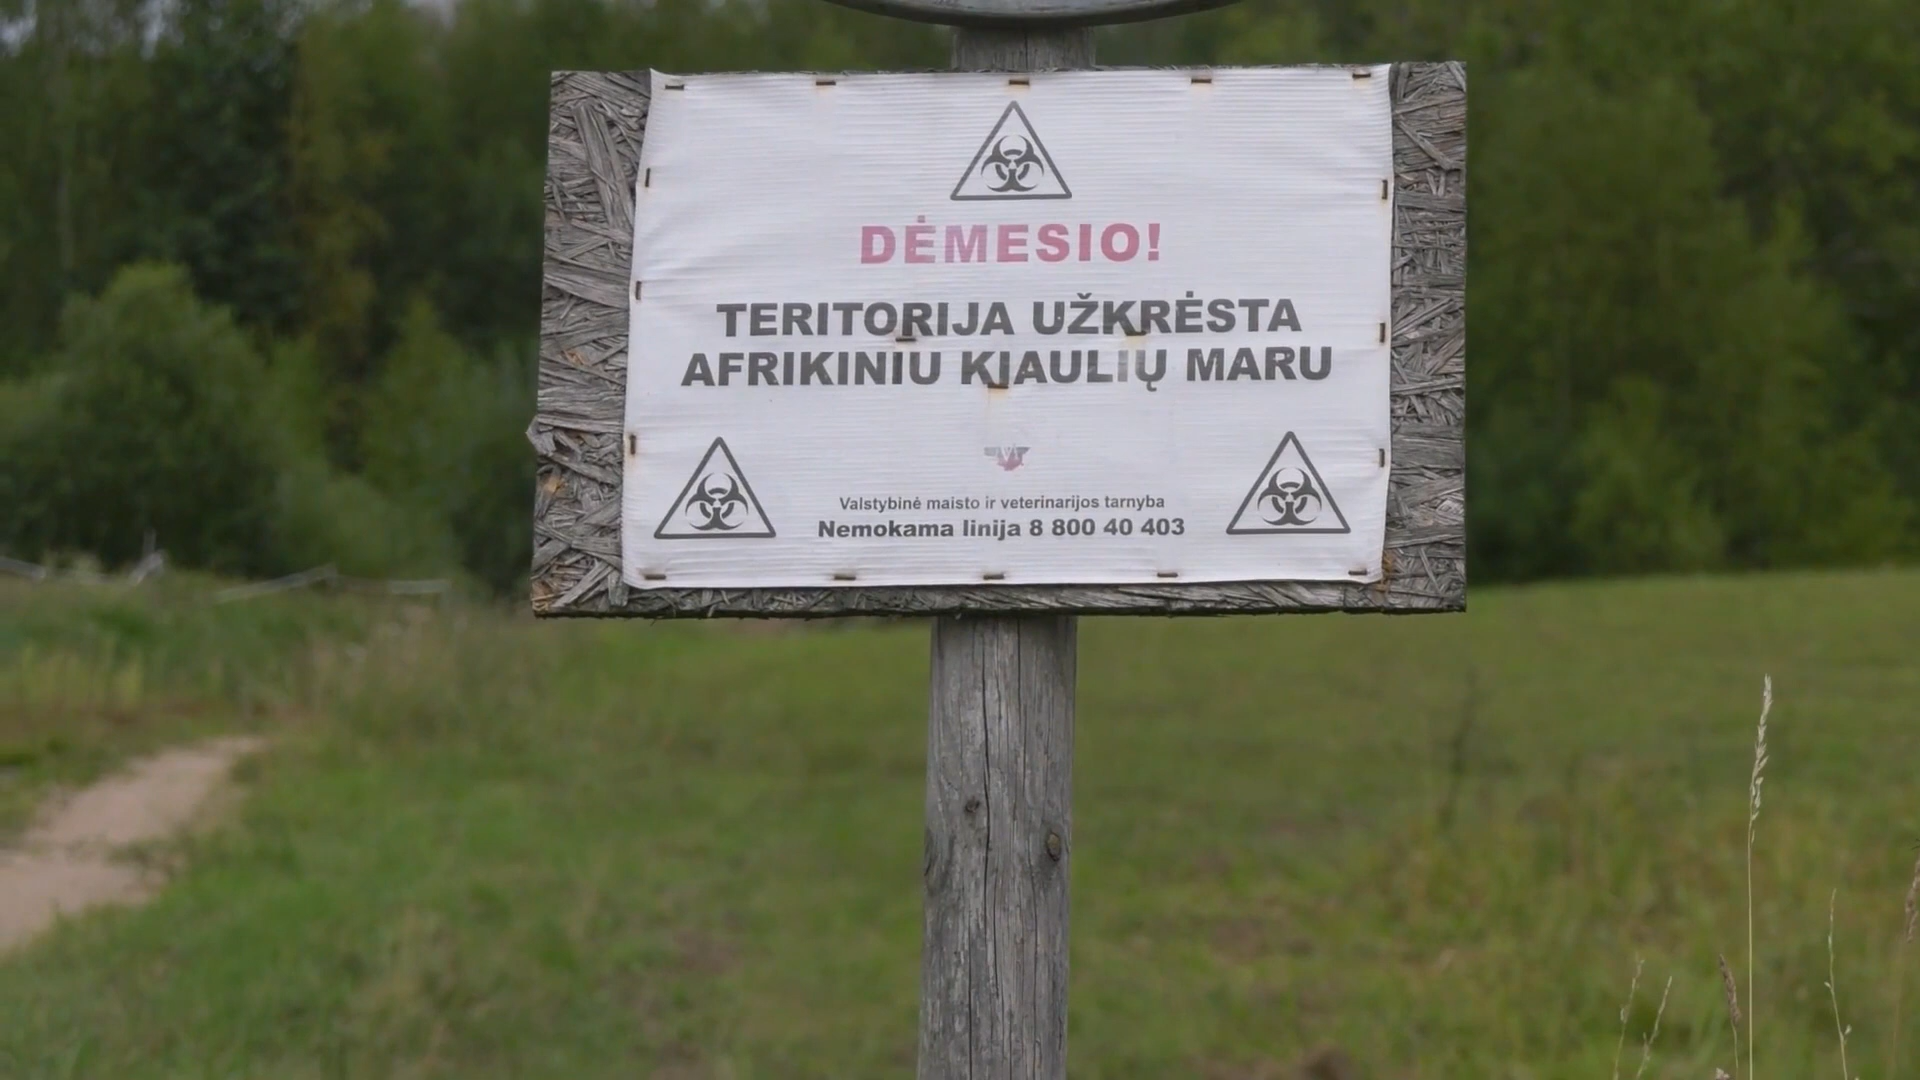 DĖMESIO!
TERITORIJA UŽKRĖSTA
AFRIKINIU KIAULIŲ MARU
Valstybinė maisto ir veterinarijos tarnyba
Nemokama linija 8 800 40 403